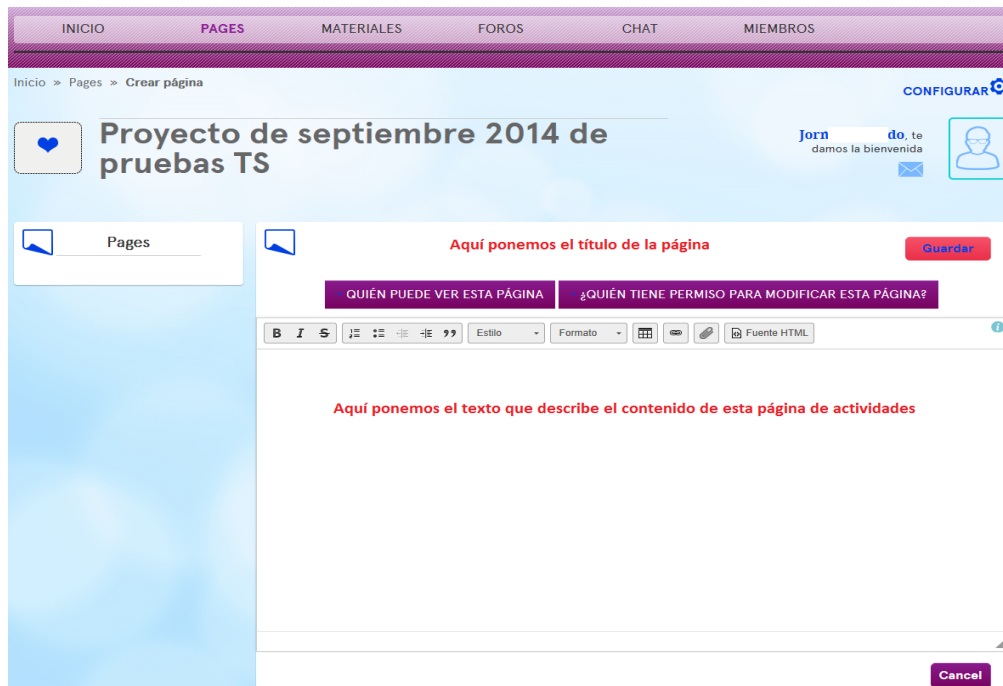 INICIO PAGES MATERIALES FOROS CHAT MIEMBROS
Inicio » Pages » Crear página
CONFIGURAR
Proyecto de septiembre 2014 de
pruebas TS
Jorn do, te
damos la bienvenida
Pages
Aquí ponemos el título de la página
Guardar
QUIÉN PUEDE VER ESTA PÁGINA
¿QUIÉN TIENE PERMISO PARA MODIFICAR ESTA PÁGINA?
B I S Estilo Formato Fuente HTML
Aquí ponemos el texto que describe el contenido de esta página de actividades
Cancel